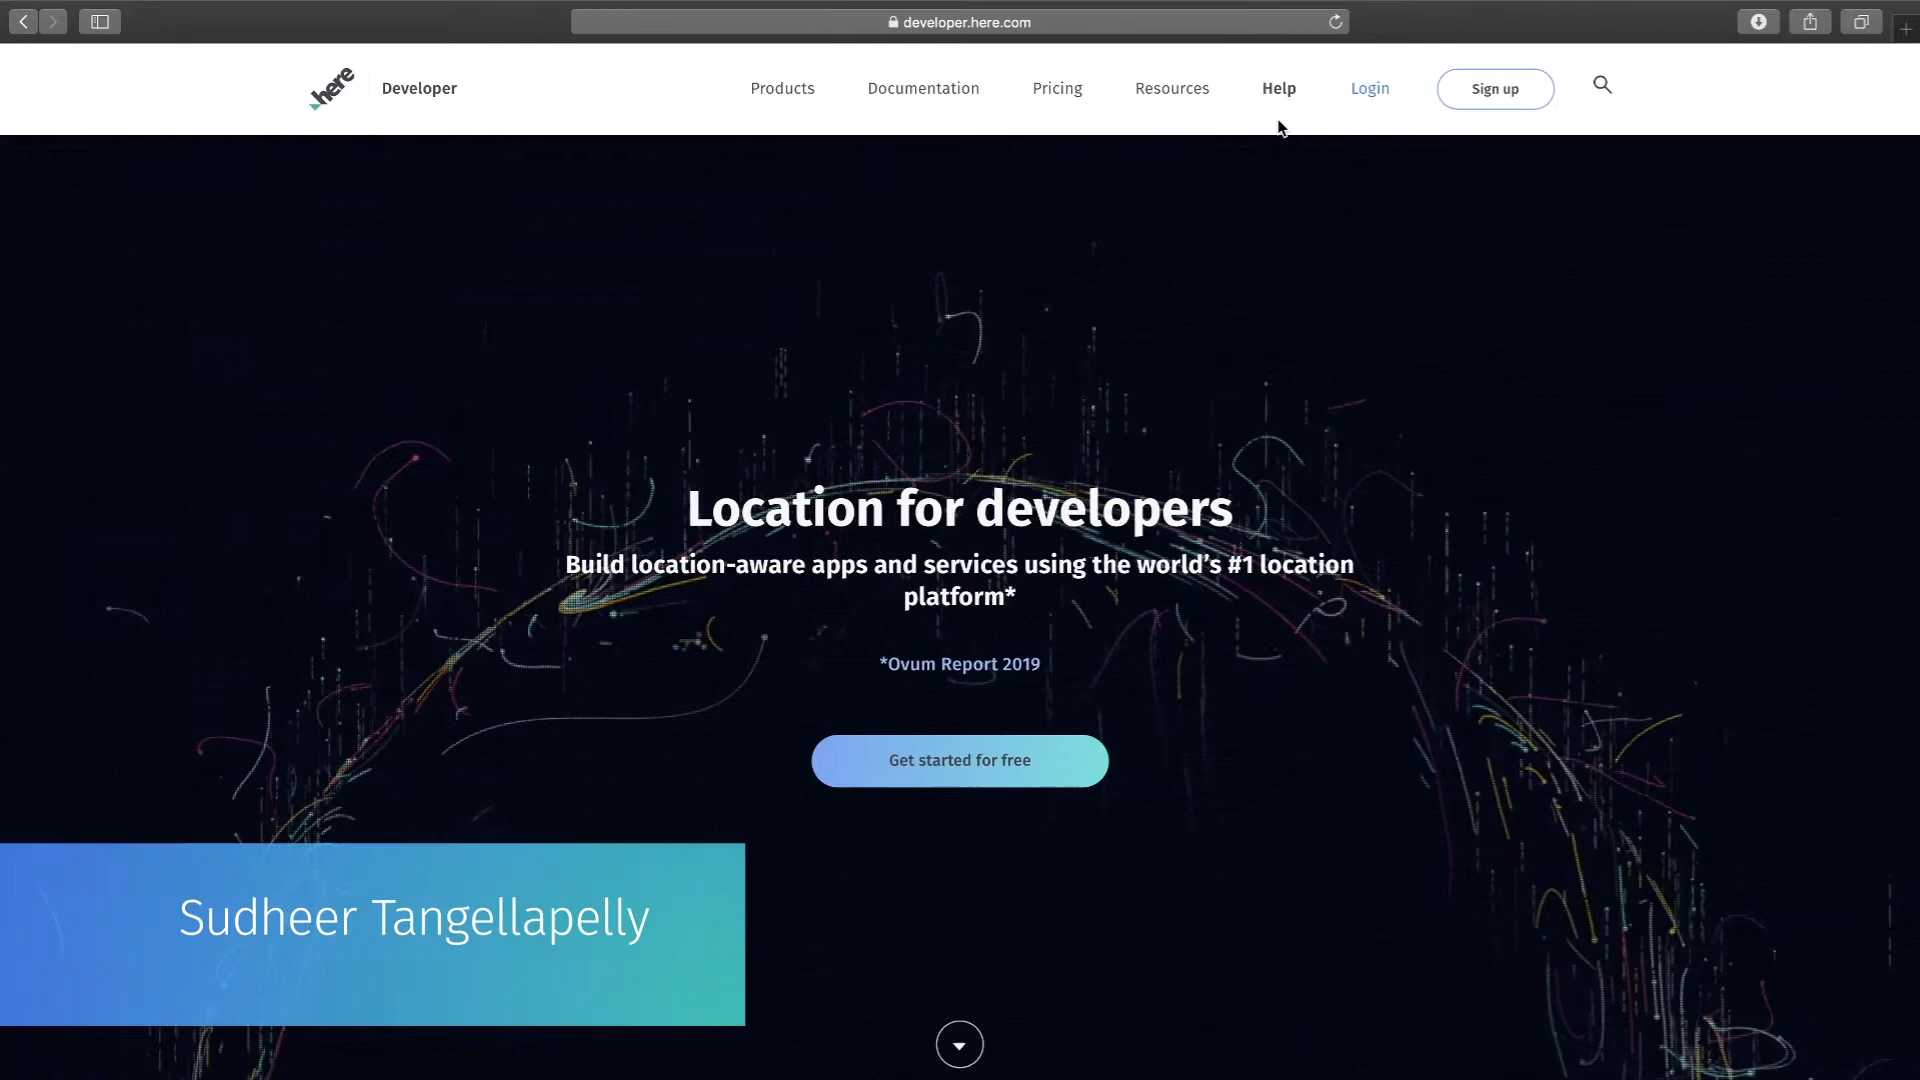 developer.here.com
here
Developer
Products
Documentation
Pricing
Resources
Help
Login
Sign up
Location for developers
Build location-aware apps and services using the world’s #1 location
platform*
*Ovum Report 2019
Get started for free
Sudheer Tangellapelly